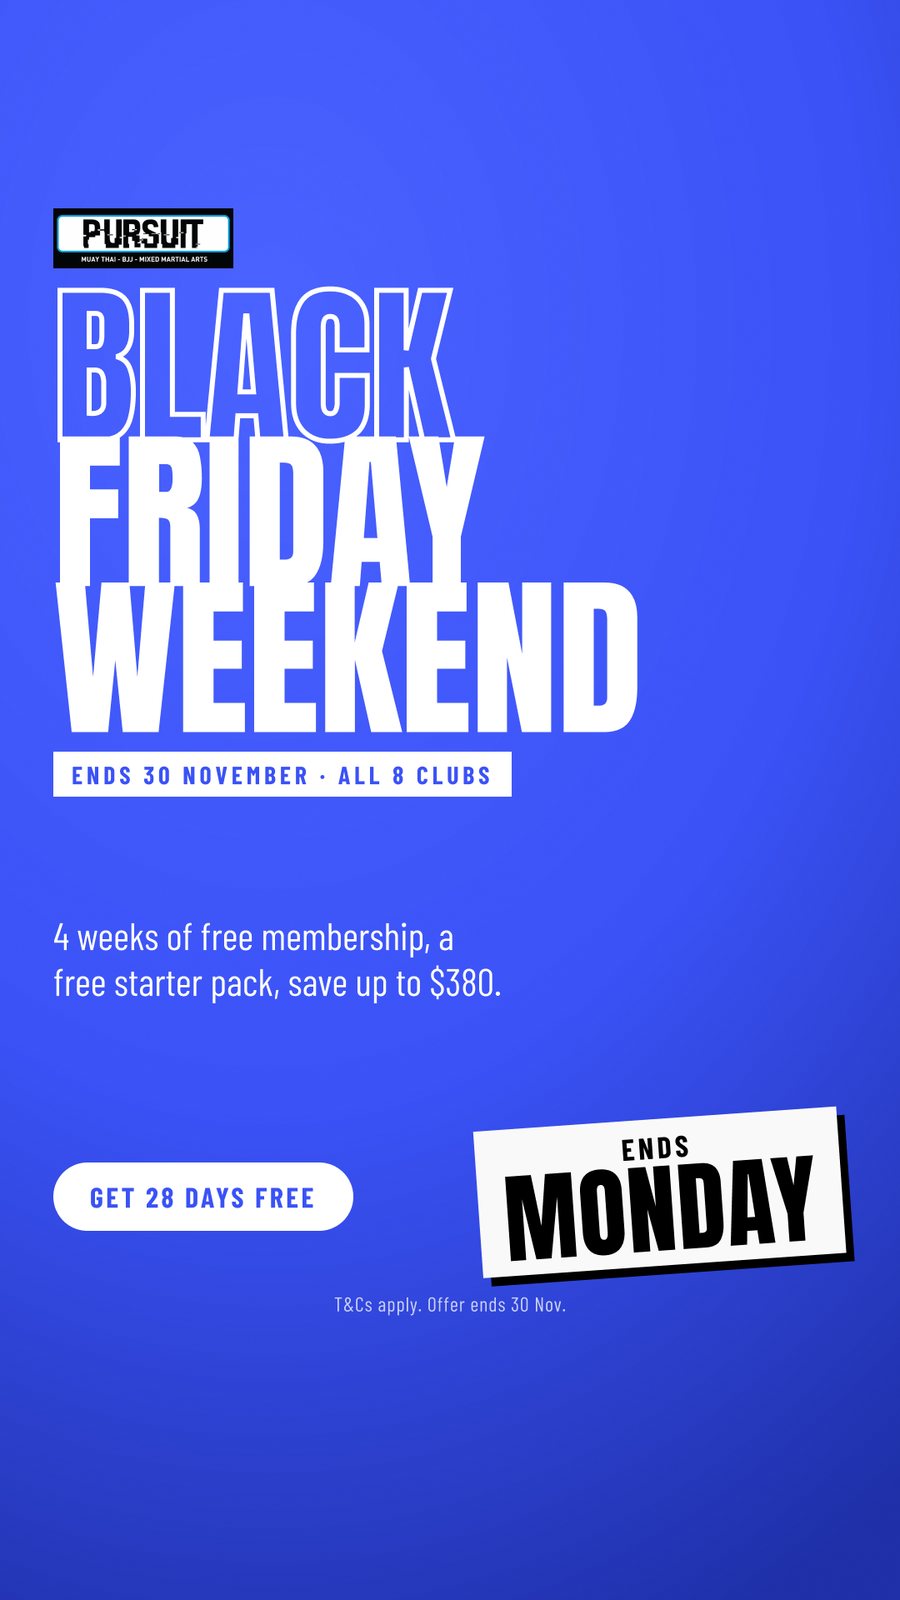 PURSUIT
MUAY THAI - BJJ - MIXED MARTIAL ARTS
BLACK
FRIDAY
WEEKEND
ENDS 30 NOVEMBER · ALL 8 CLUBS
4 weeks of free membership, a
free starter pack, save up to $380.
GET 28 DAYS FREE
ENDS
MONDAY
T&Cs apply. Offer ends 30 Nov.